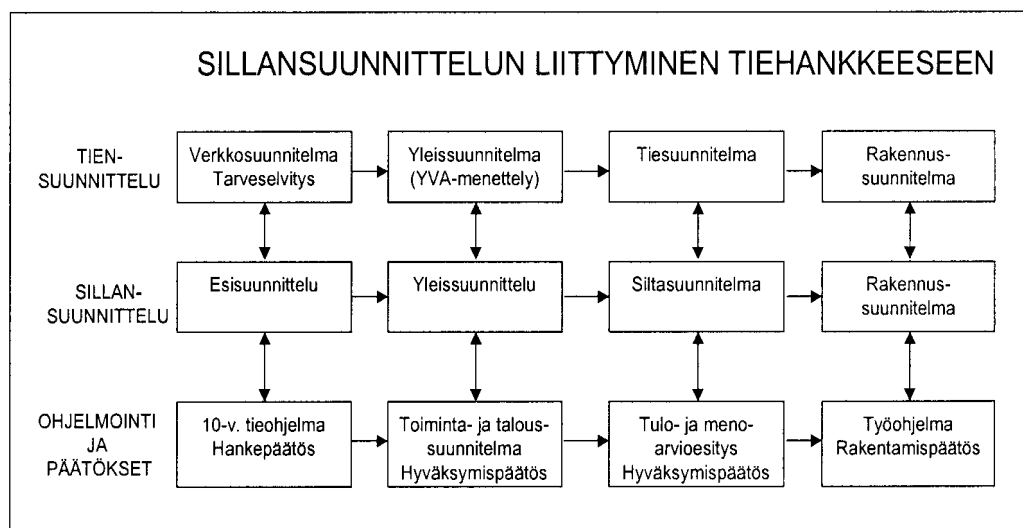 SILLANSUUNNITTELUN LIITTYMINEN TIEHANKKEESEEN
TIEN-
SUUNNITTELU
Verkkosuunnitelma
Tarveselvitys
Yleissuunnitelma
(YVA-menettely)
Tiesuunnitelma
Rakennus-
suunnitelma
SILLAN-
SUUNNITTELU
Esisuunnittelu
Yleissuunnittelu
Siltasuunnitelma
Rakennus-
suunnitelma
OHJELMOINTI
JA
PÄÄTÖKSET
10-v. tieohjelma
Hankepäätös
Toiminta- ja talous-
suunnitelma
Hyväksymispäätös
Tulo- ja meno-
arvioesitys
Hyväksymispäätös
Työohjelma
Rakentamispäätös